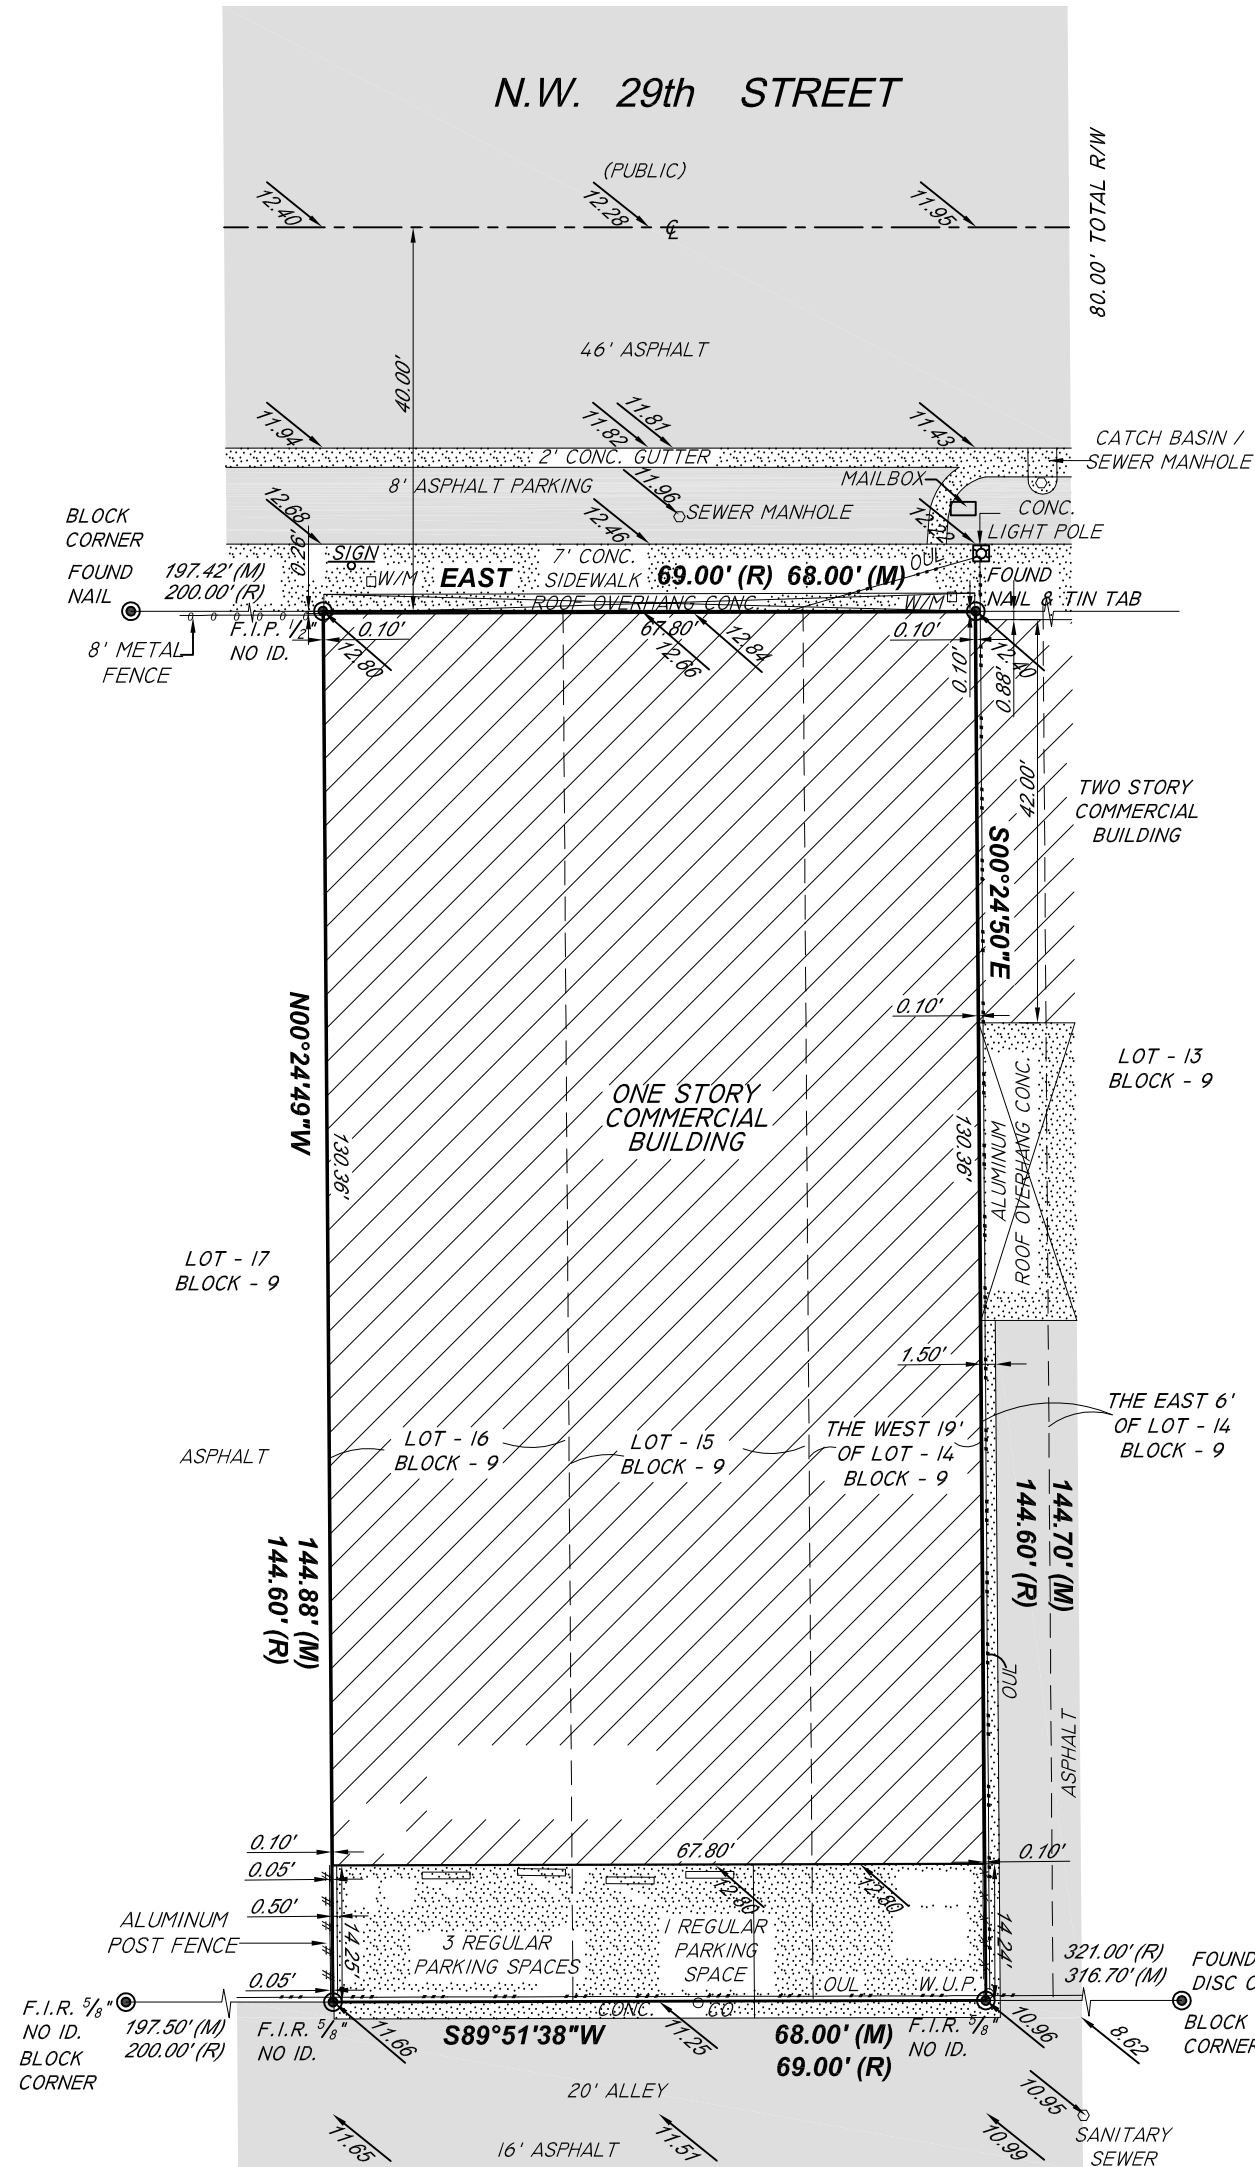 N.W. 29th STREET
(PUBLIC)
80.00' TOTAL R/W
12.40
12.28
11.95
℄
46' ASPHALT
40.00'
11.94
11.81
11.82
11.43
CATCH BASIN /
SEWER MANHOLE
2' CONC. GUTTER
8' ASPHALT PARKING
11.96
SEWER MANHOLE
MAILBOX
CONC.
LIGHT POLE
12.68
12.46
BLOCK
CORNER
0.26'
SIGN
7' CONC.
SIDEWALK
OUL
W/M
EAST
69.00' (R) 68.00' (M)
FOUND
NAIL & TIN TAB
FOUND
NAIL
197.42' (M)
200.00' (R)
ROOF OVERHANG CONC.
W/M
8' METAL
FENCE
F.I.P. 1/2"
NO ID.
0.10'
12.80
67.80'
12.66
12.84
0.10'
0.10'
0.88'
42.00'
TWO STORY
COMMERCIAL
BUILDING
S00°24'50"E
N00°24'49"W
0.10'
LOT - 13
BLOCK - 9
ONE STORY
COMMERCIAL
BUILDING
130.36'
130.36'
ALUMINUM
ROOF OVERHANG CONC.
LOT - 17
BLOCK - 9
1.50'
THE EAST 6'
OF LOT - 14
BLOCK - 9
ASPHALT
LOT - 16
BLOCK - 9
LOT - 15
BLOCK - 9
THE WEST 19'
OF LOT - 14
BLOCK - 9
144.88' (M)
144.60' (R)
144.70' (M)
144.60' (R)
OUL
ASPHALT
0.10'
67.80'
0.10'
0.05'
12.80
12.80
0.50'
ALUMINUM
POST FENCE
14.25'
3 REGULAR
PARKING SPACES
1 REGULAR
PARKING
SPACE
14.24'
0.05'
OUL
W.U.P.
321.00' (R)
316.70' (M)
FOUND
DISC
BLOCK
CORNER
F.I.R. 5/8"
NO ID.
BLOCK
CORNER
197.50' (M)
200.00' (R)
F.I.R. 5/8"
NO ID.
11.66
CONC.
CO
S89°51'38"W
11.25
68.00' (M)
69.00' (R)
F.I.R. 5/8"
NO ID.
10.96
8.62
20' ALLEY
10.95
SANITARY
SEWER
11.65
16' ASPHALT
11.51
10.99